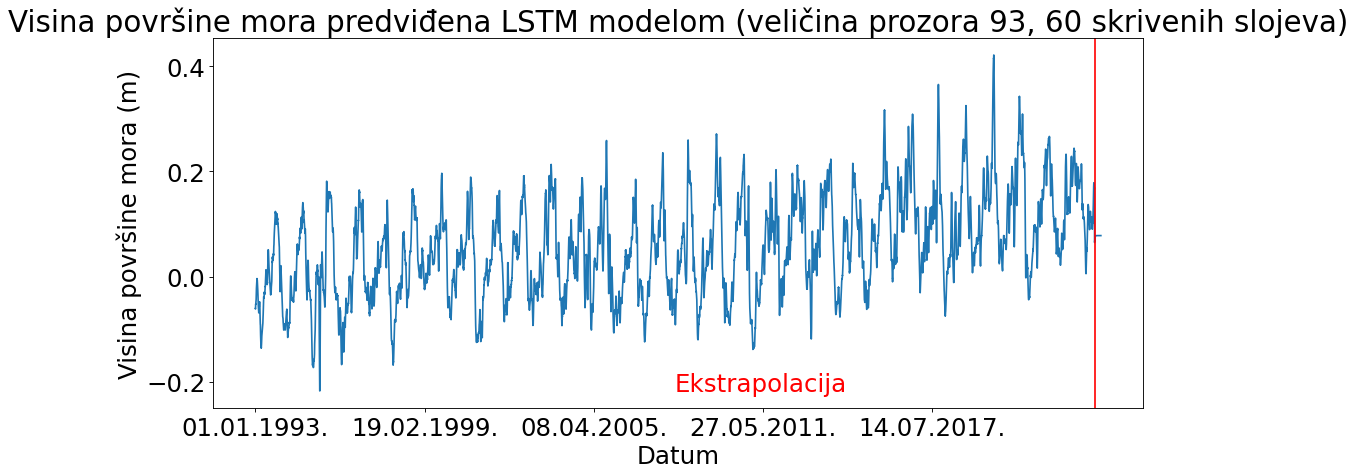 Visina površine mora predviđena LSTM modelom (veličina prozora 93, 60 skrivenih slojeva)
Visina površine mora (m)
0.4
0.2
0.0
−0.2
Ekstrapolacija
01.01.1993. 19.02.1999. 08.04.2005. 27.05.2011. 14.07.2017.
Datum